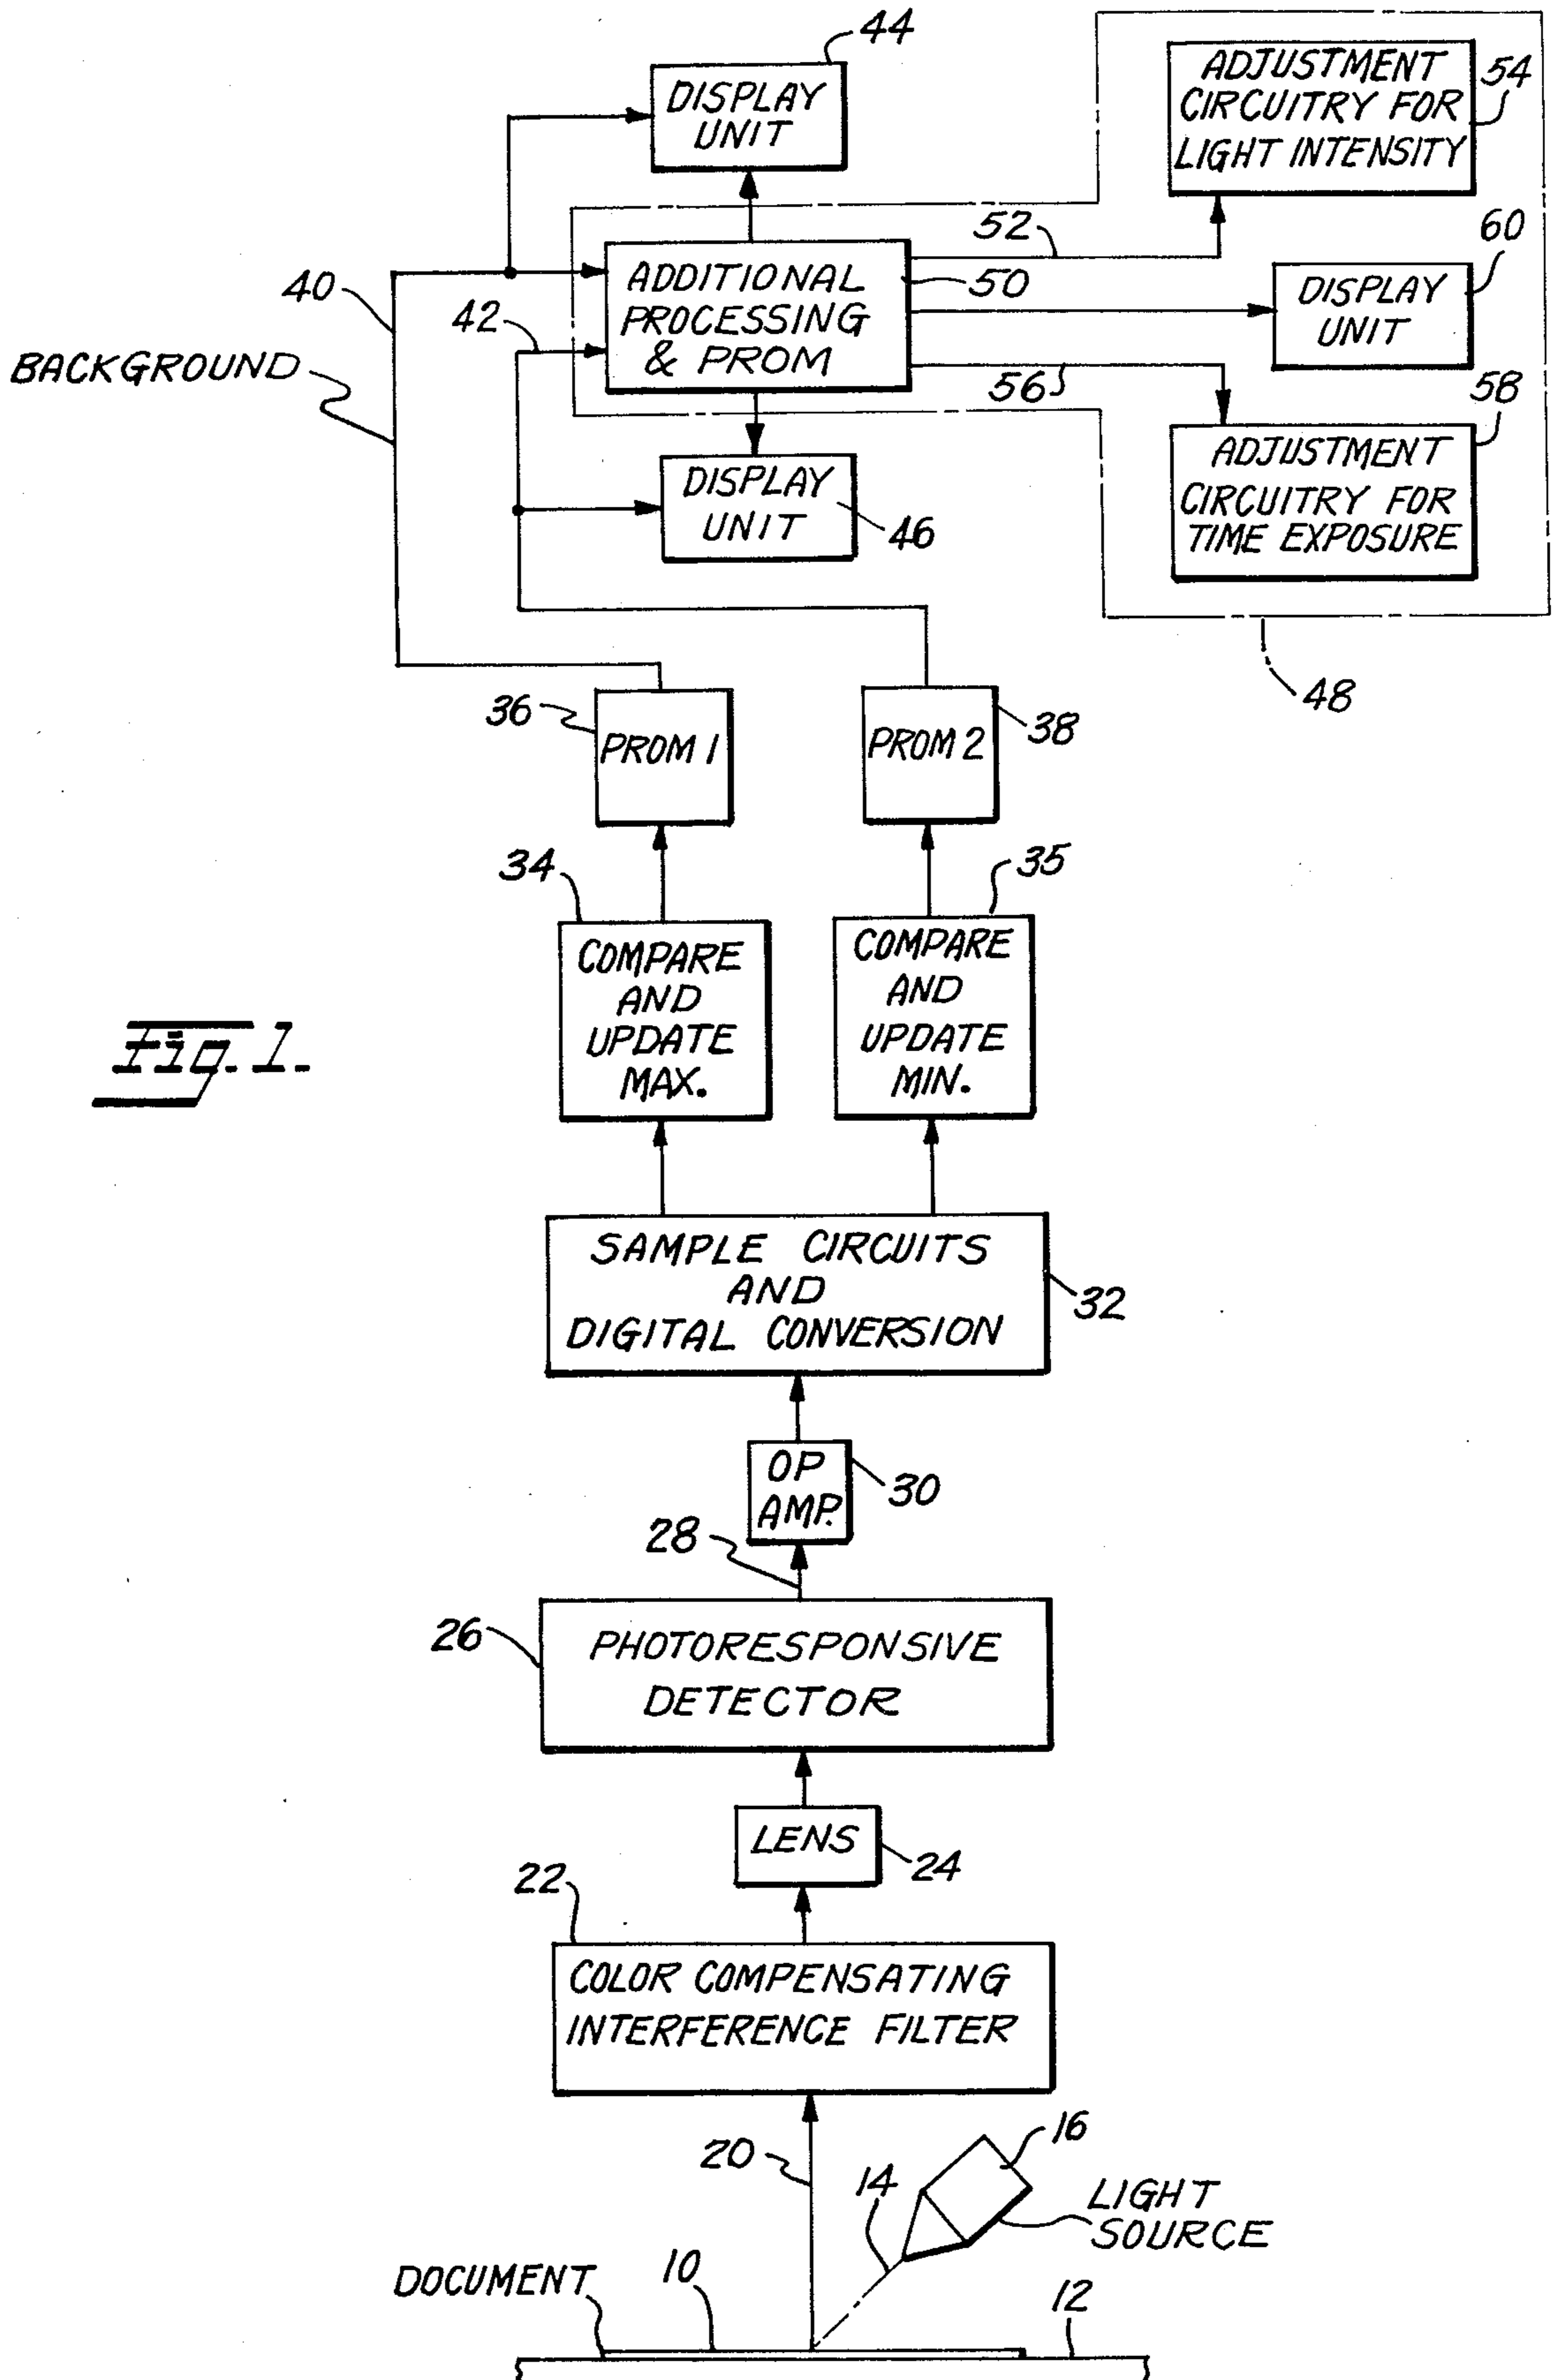 44
DISPLAY
UNIT
ADJUSTMENT
CIRCUITRY FOR
LIGHT INTENSITY
54
52
60
40
42
ADDITIONAL
PROCESSING
& PROM
50
DISPLAY
UNIT
BACKGROUND
56
58
DISPLAY
UNIT
46
ADJUSTMENT
CIRCUITRY FOR
TIME EXPOSURE
48
36
PROM 1
PROM 2
38
34
35
COMPARE
AND
UPDATE
MAX.
COMPARE
AND
UPDATE
MIN.
Fig. 1.
SAMPLE CIRCUITS
AND
DIGITAL CONVERSION
32
OP
AMP.
30
28
26
PHOTORESPONSIVE
DETECTOR
LENS
24
22
COLOR COMPENSATING
INTERFERENCE FILTER
20
14
16
LIGHT
SOURCE
DOCUMENT
10
12